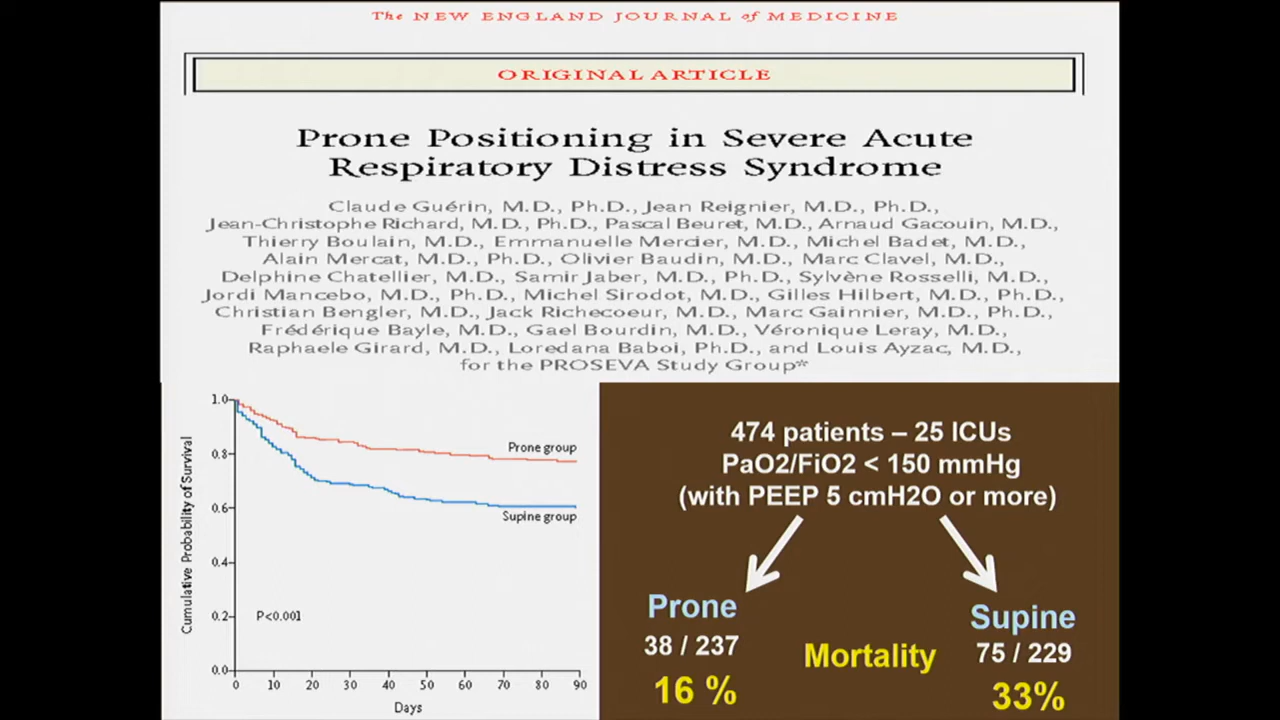 The NEW ENGLAND JOURNAL of MEDICINE
ORIGINAL ARTICLE
Prone Positioning in Severe Acute
Respiratory Distress Syndrome
Claude Guérin, M.D., Ph.D., Jean Reignier, M.D., Ph.D.,
Jean-Christophe Richard, M.D., Ph.D., Pascal Beuret, M.D., Arnaud Gacouin, M.D.,
Thierry Boulain, M.D., Emmanuelle Mercier, M.D., Michel Badet, M.D.,
Alain Mercat, M.D., Ph.D., Olivier Baudin, M.D., Marc Clavel, M.D.,
Delphine Chatellier, M.D., Samir Jaber, M.D., Ph.D., Sylvène Rosselli, M.D.,
Jordi Mancebo, M.D., Ph.D., Michel Sirodot, M.D., Gilles Hilbert, M.D., Ph.D.,
Christian Bengler, M.D., Jack Richecoeur, M.D., Marc Gainnier, M.D., Ph.D.,
Frédérique Bayle, M.D., Gael Bourdin, M.D., Véronique Leray, M.D.,
Raphaele Girard, M.D., Loredana Baboi, Ph.D., and Louis Ayzac, M.D.,
for the PROSEVA Study Group*
Cumulative Probability of Survival
1.0
0.8
0.6
0.4
0.2
0.0
Prone group
Supine group
P<0.001
0 10 20 30 40 50 60 70 80 90
Days
474 patients – 25 ICUs
PaO2/FiO2 < 150 mmHg
(with PEEP 5 cmH2O or more)
Prone
38 / 237
16 %
Mortality
Supine
75 / 229
33%